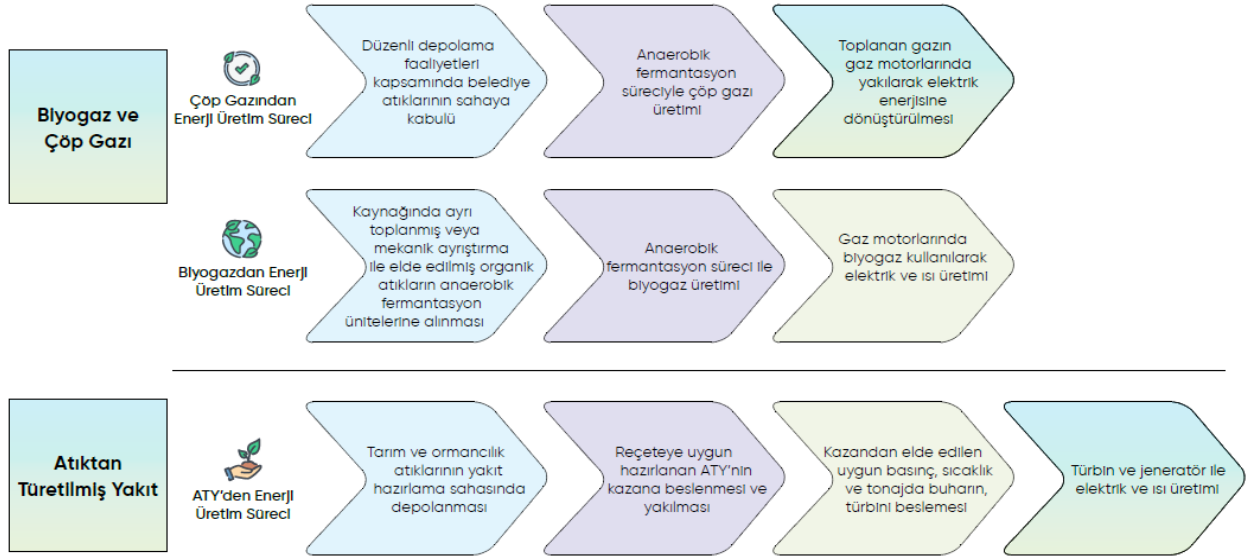 Biyogaz ve
Çöp Gazı
Çöp Gazından
Enerji Üretim Süreci
Düzenli depolama
faaliyetleri
kapsamında belediye
atıklarının sahaya
kabulü
Anaerobik
fermantasyon
süreciyle çöp gazı
üretimi
Toplanan gazın
gaz motorlarında
yakılarak elektrik
enerjisine
dönüştürülmesi
Biyogazdan Enerji
Üretim Süreci
Kaynağında ayrı
toplanmış veya
mekanik ayrıştırma
ile elde edilmiş organik
atıkların anaerobik
fermantasyon
ünitelerine alınması
Anaerobik
fermantasyon süreci ile
biyogaz üretimi
Gaz motorlarında
biyogaz kullanılarak
elektrik ve ısı üretimi
Atıktan
Türetilmiş Yakıt
ATY'den Enerji
Üretim Süreci
Tarım ve ormancılık
atıklarının yakıt
hazırlama sahasında
depolanması
Reçeteye uygun
hazırlanan ATY'nin
kazana beslenmesi ve
yakılması
Kazandan elde edilen
uygun basınç, sıcaklık
ve tonajda buharın,
türbini beslemesi
Türbin ve jeneratör ile
elektrik ve ısı üretimi